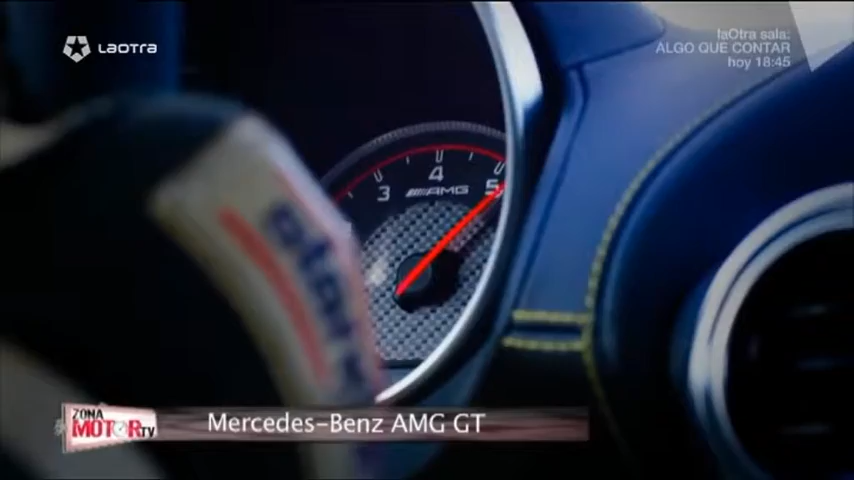 LAOTRA
laOtra sala:
ALGO QUE CONTAR
hoy 18:45
3
4
5
AMG
ZONA
MOTOR TV
Mercedes-Benz AMG GT